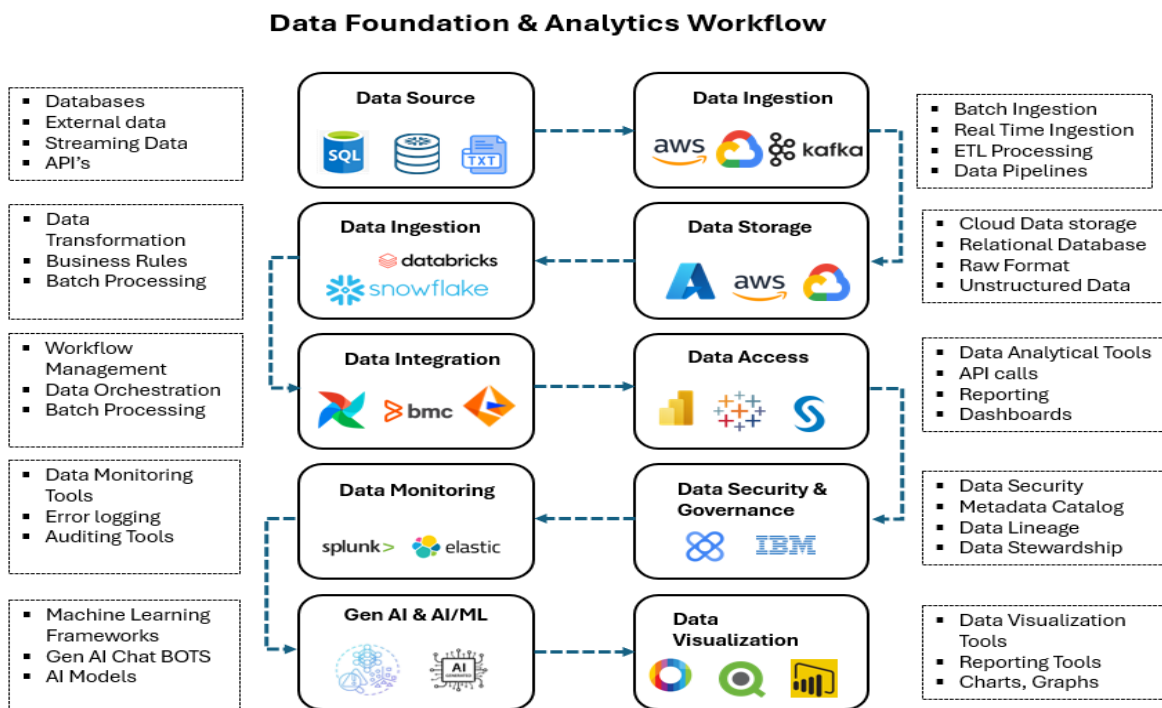 Data Foundation & Analytics Workflow
▪ Databases
▪ External data
▪ Streaming Data
▪ API's
Data Source
SQL
TXT
Data Ingestion
aws
kafka
▪ Batch Ingestion
▪ Real Time Ingestion
▪ ETL Processing
▪ Data Pipelines
▪ Data
Transformation
▪ Business Rules
▪ Batch Processing
Data Ingestion
databricks
snowflake
Data Storage
aws
▪ Cloud Data storage
▪ Relational Database
▪ Raw Format
▪ Unstructured Data
▪ Workflow
Management
▪ Data Orchestration
▪ Batch Processing
Data Integration
bmc
Data Access
▪ Data Analytical Tools
▪ API calls
▪ Reporting
▪ Dashboards
▪ Data Monitoring
Tools
▪ Error logging
▪ Auditing Tools
Data Monitoring
splunk>
elastic
Data Security &
Governance
IBM
▪ Data Security
▪ Metadata Catalog
▪ Data Lineage
▪ Data Stewardship
▪ Machine Learning
Frameworks
▪ Gen AI Chat BOTS
▪ AI Models
Gen AI & AI/ML
AI
GENERATED
Data
Visualization
▪ Data Visualization
Tools
▪ Reporting Tools
▪ Charts, Graphs